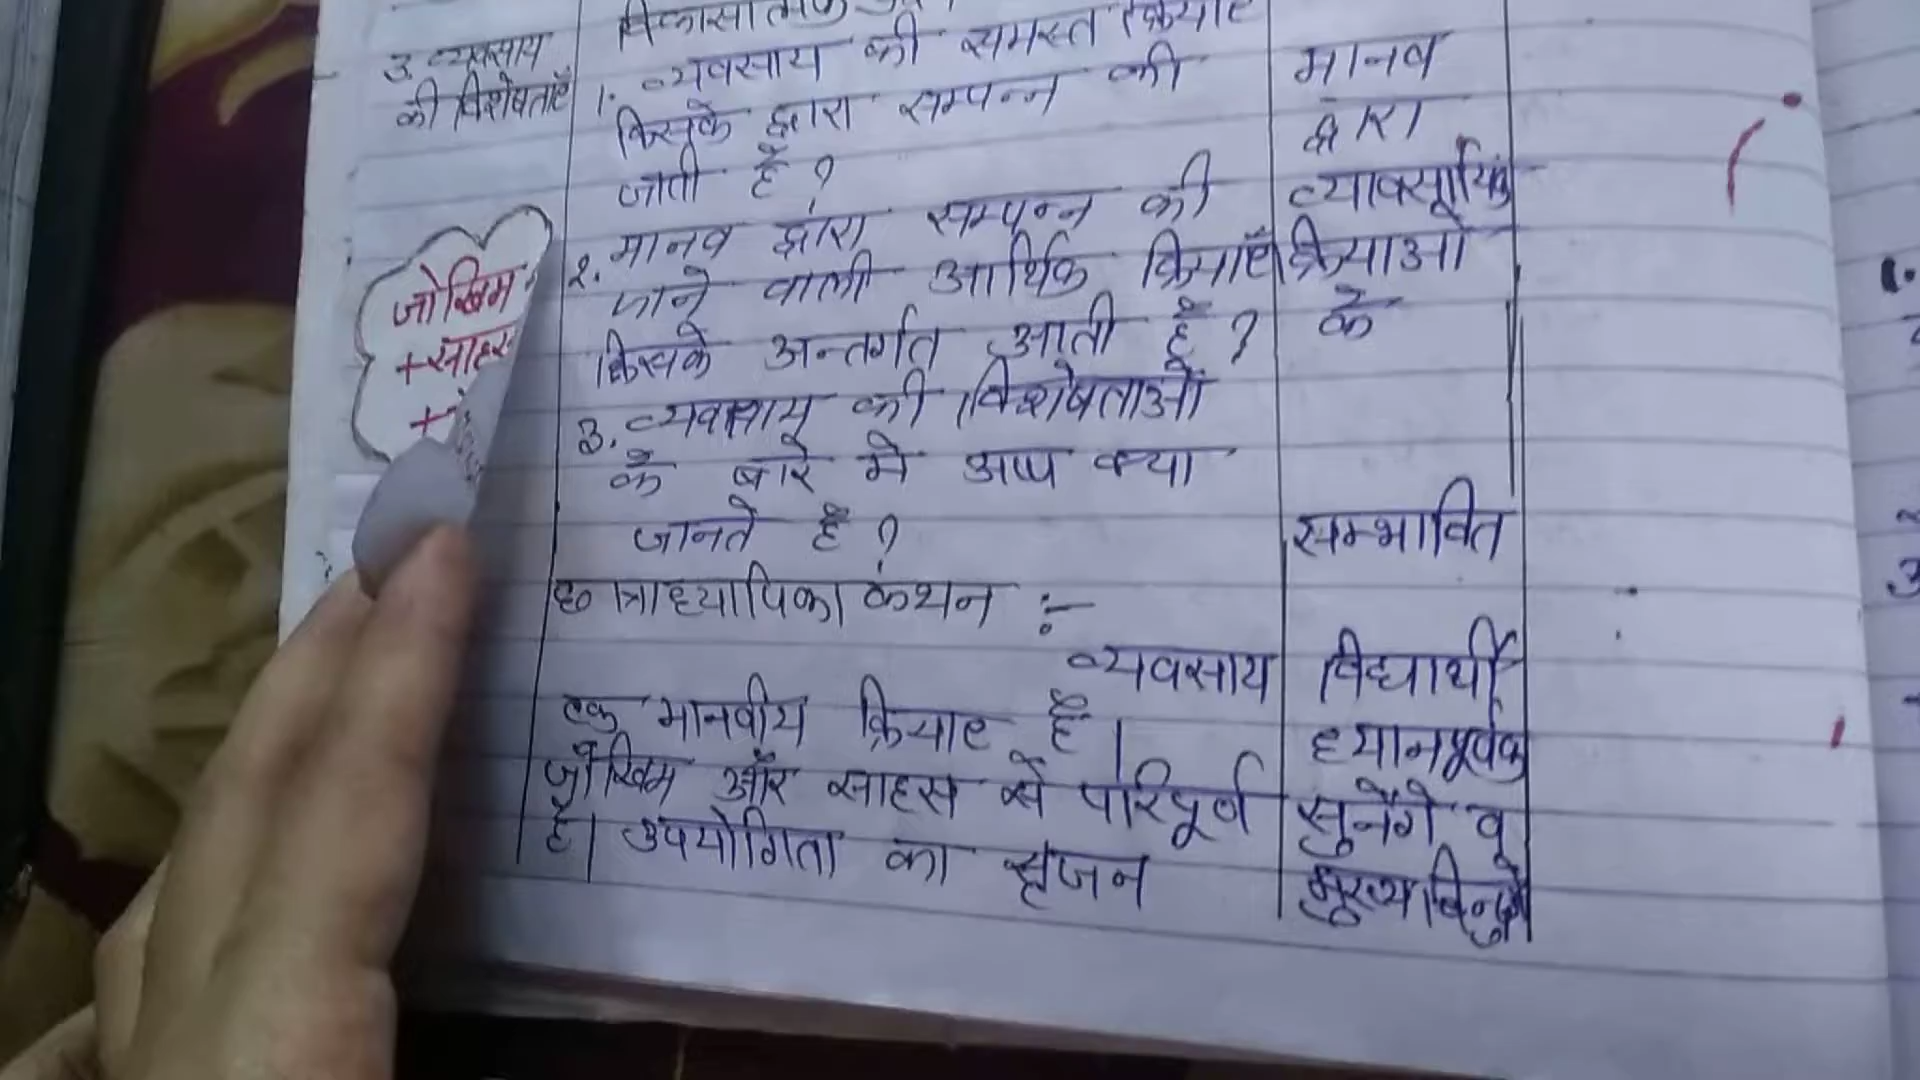 3. व्यवसाय
की विशेषताएँ
जोखिम
+साहस
विकासात्मक
1. व्यवसाय की समस्त क्रियाए
किसके द्वारा सम्पन्न की
जाती हैं ?
2. मानव द्वारा सम्पन्न की
जाने वाली आर्थिक क्रियाएँ
किसके अन्तर्गत आती हैं ?
3. व्यवसाय की विशेषताओं
के बारे मे आप क्या
जानते हैं ?
छात्राध्यापिका कथन :-
व्यवसाय
एक मानवीय क्रियाए हैं |
जोखिम और साहस से परिपूर्ण
है| उपयोगिता का सृजन
मानव
द्वारा
व्यावसायिक
क्रियाओ
के
सम्भावित
विद्यार्थी
ध्यानपूर्वक
सुनेंगे व
मुख्य बिन्दु